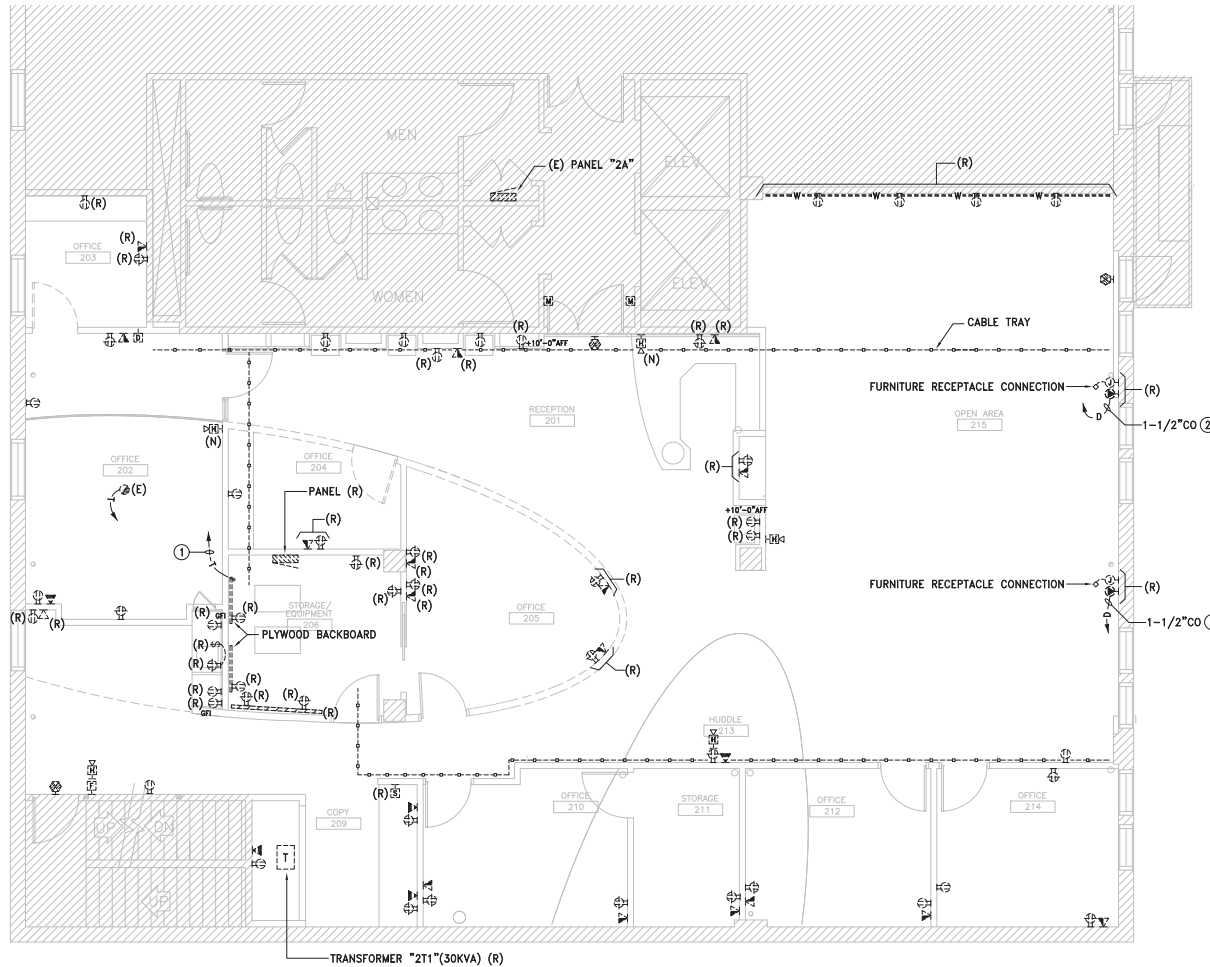 MEN
(E) PANEL "2A"
ELEV.
(R)
W
W
W
W
(R)
OFFICE
203
(R)
(R)
ELEV.
WOMEN
M
M
D
(R)
+10'-0"AFF
H
(N)
(R)
(R)
(R)
(R)
CABLE TRAY
FURNITURE RECEPTACLE CONNECTION
J
(R)
D
1-1/2"CO 2
RECEPTION
201
OPEN AREA
215
H
(N)
OFFICE
202
(E)
T
OFFICE
204
PANEL (R)
(R)
(R)
+10'-0"AFF
(R)
(R)
H
1
T
(R)
(R)
(R)
(R)
(R)
(R)
(R)
FURNITURE RECEPTACLE CONNECTION
J
(R)
D
1-1/2"CO
(R)
(R)
GFI
(R)
(R)
STORAGE/
EQUIPMENT
206
PLYWOOD BACKBOARD
OFFICE
205
S
(R)
(R)
(R)
(R)
(R)
(R)
(R)
(R)
GFI
HUDDLE
213
H
H
F
(R)
S
COPY
209
OFFICE
210
STORAGE
211
OFFICE
212
OFFICE
214
UP
DN
UP
T
TRANSFORMER "2T1"(30KVA) (R)